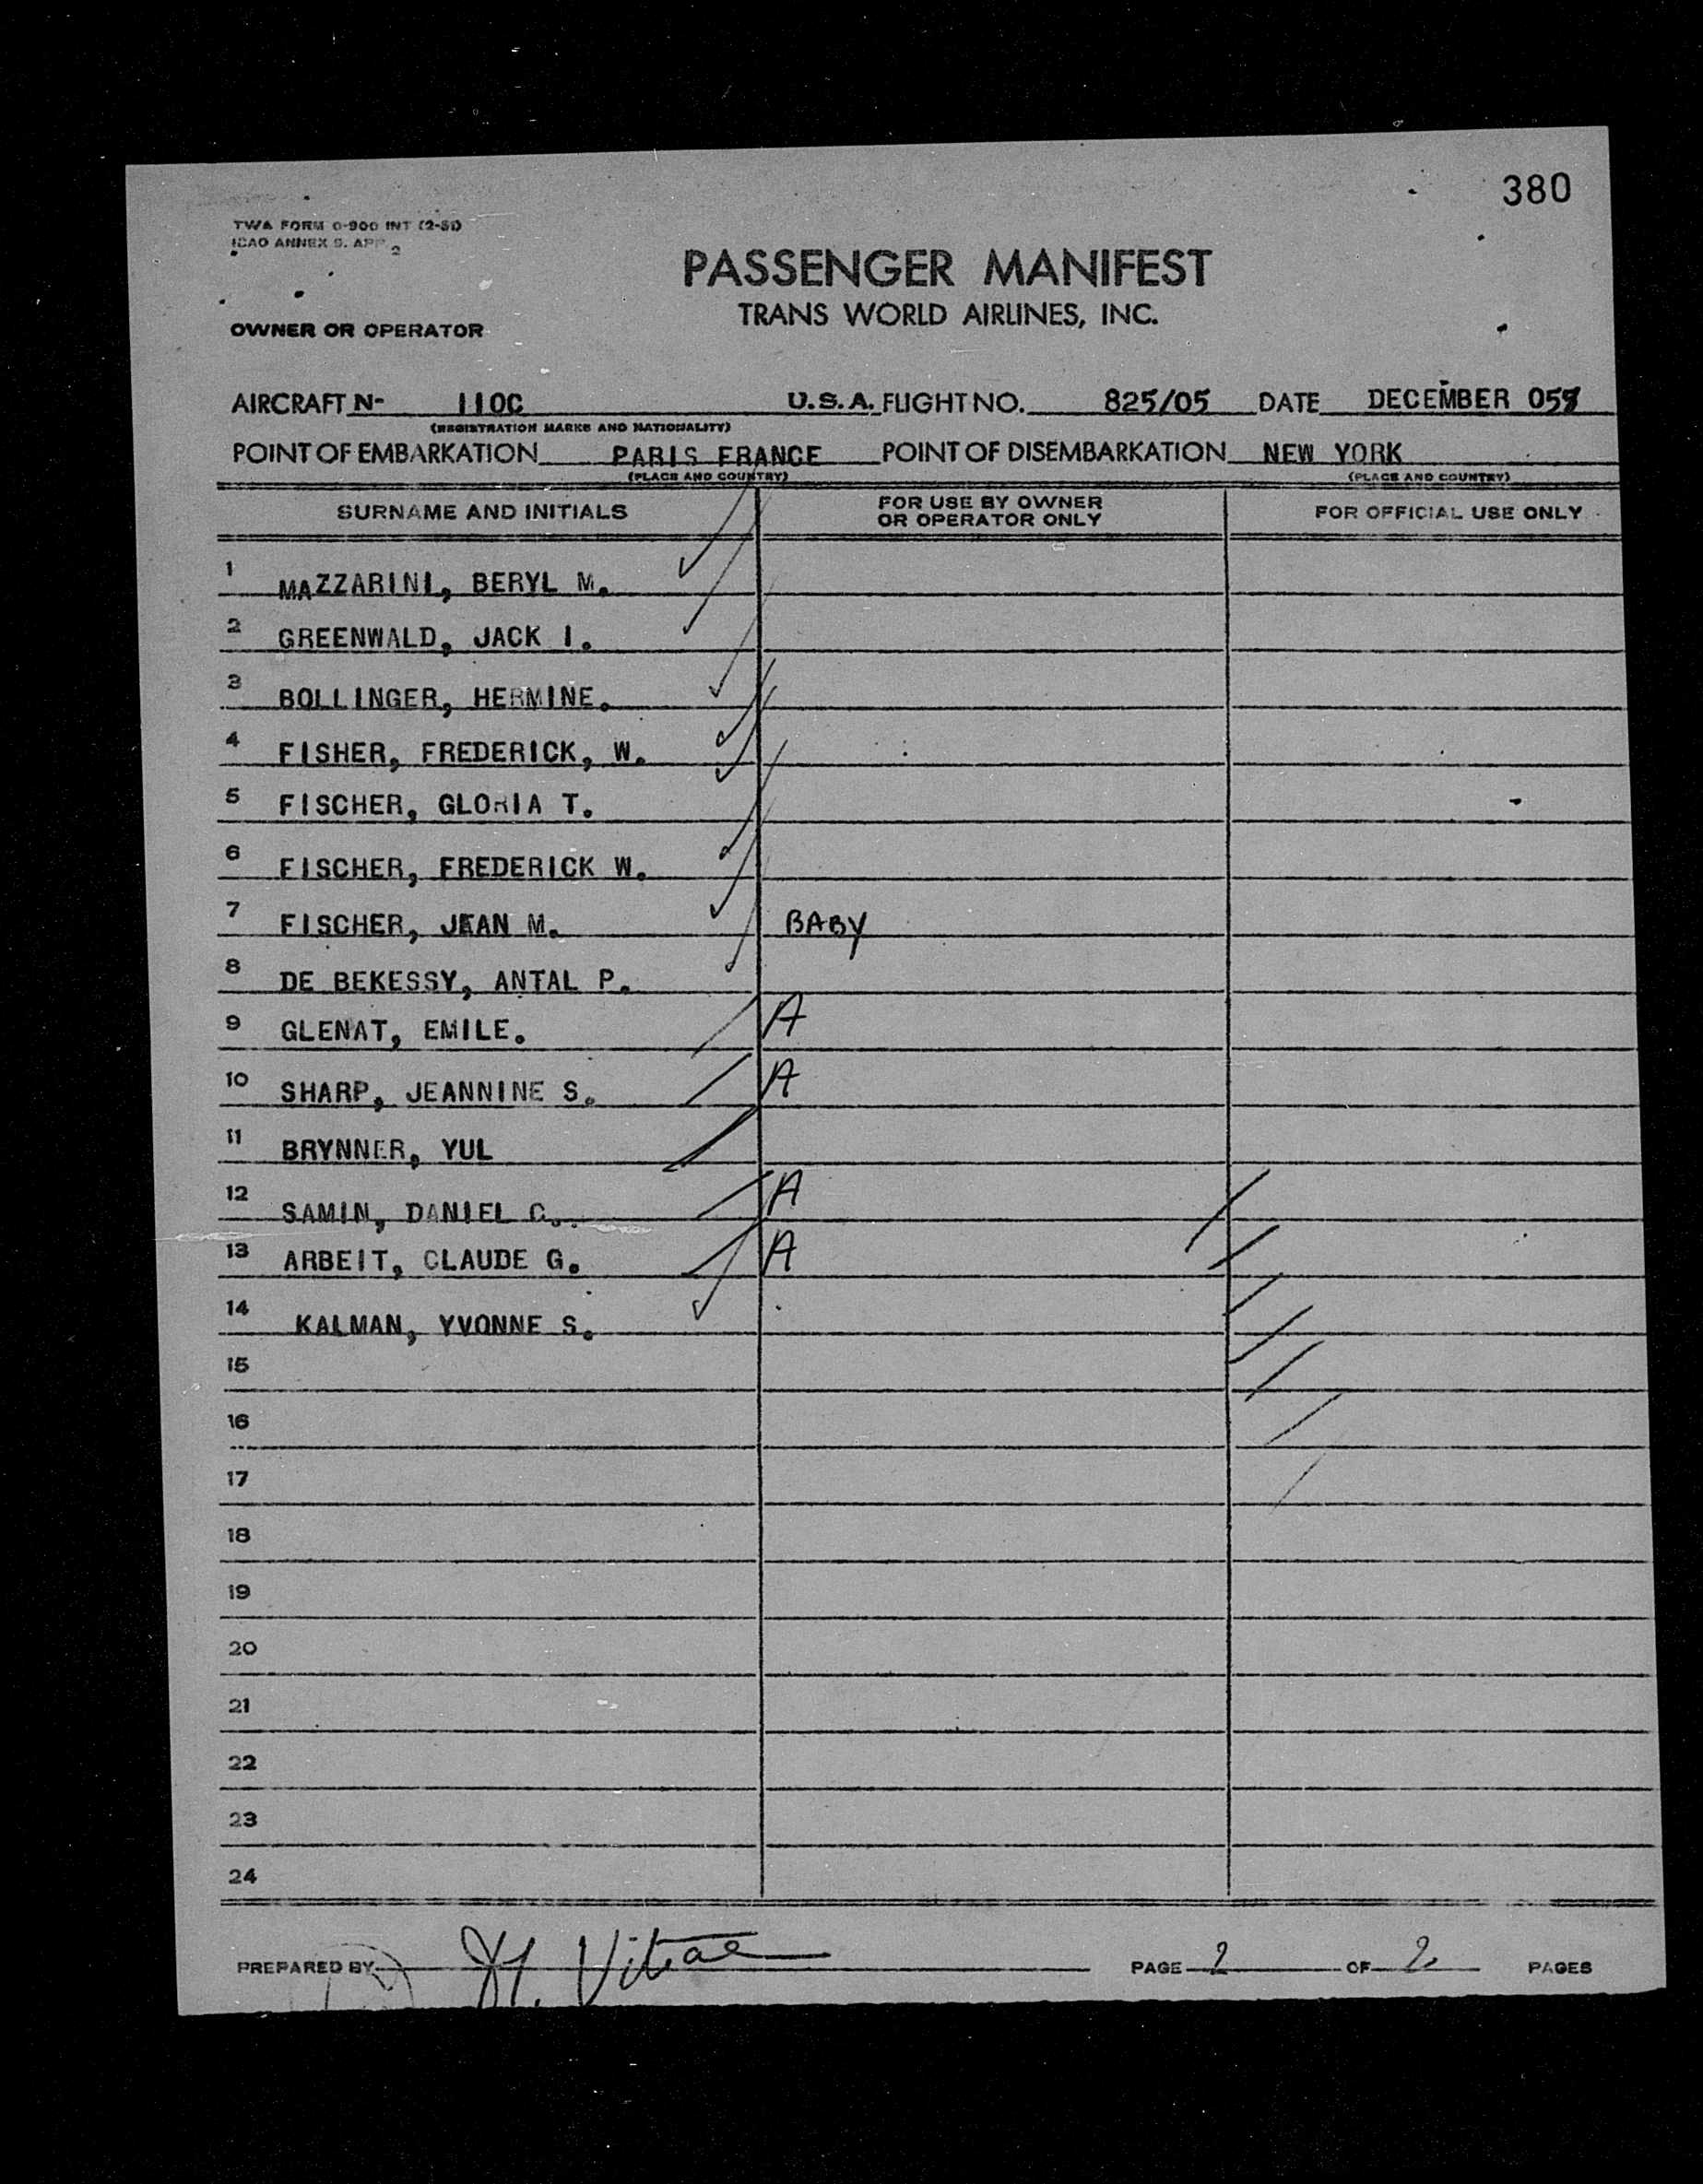 380
TWA FORM O-900 INT (2-51)
ICAO ANNEX 9. APP 2
PASSENGER MANIFEST
TRANS WORLD AIRLINES, INC.
OWNER OR OPERATOR
AIRCRAFT N- 110C U.S.A. FLIGHT NO. 825/05 DATE DECEMBER
(REGISTRATION MARKS AND NATIONALITY)
POINT OF EMBARKATION PARIS FRANCE POINT OF DISEMBARKATION NEW YORK
(PLACE AND COUNTRY) (PLACE AND COUNTRY)
SURNAME AND INITIALS FOR USE BY OWNER OR OPERATOR ONLY FOR OFFICIAL USE ONLY
1 MAZZARINI, BERYL M.
2 GREENWALD, JACK I.
3 BOLLINGER, HERMINE.
4 FISHER, FREDERICK, W.
5 FISCHER, GLORIA T.
6 FISCHER, FREDERICK W.
7 FISCHER, JEAN M. BABY
8 DE BEKESSY, ANTAL P.
9 GLENAT, EMILE. A
10 SHARP, JEANNINE S. A
11 BRYNNER, YUL
12 SAMIN, DANIEL C. A
13 ARBEIT, CLAUDE G. A
14 KALMAN, YVONNE S.
15
16
17
18
19
20
21
22
23
24
PREPARED BY PAGE 2 OF 2 PAGES